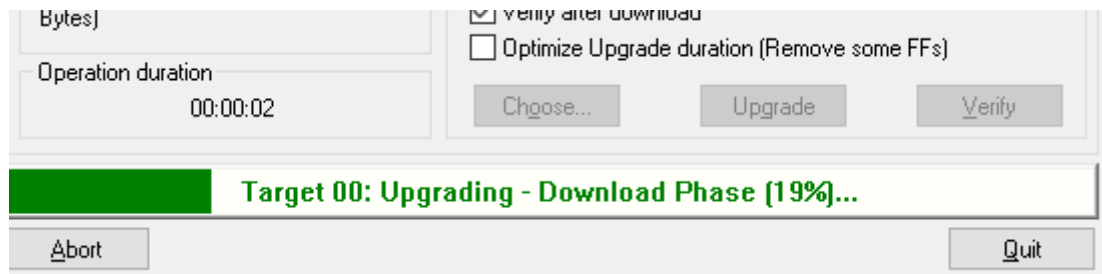 Bytes)
Verify after download
Optimize Upgrade duration (Remove some FFs)
Operation duration
00:00:02
Choose...
Upgrade
Verify
Target 00: Upgrading - Download Phase (19%)...
Abort
Quit